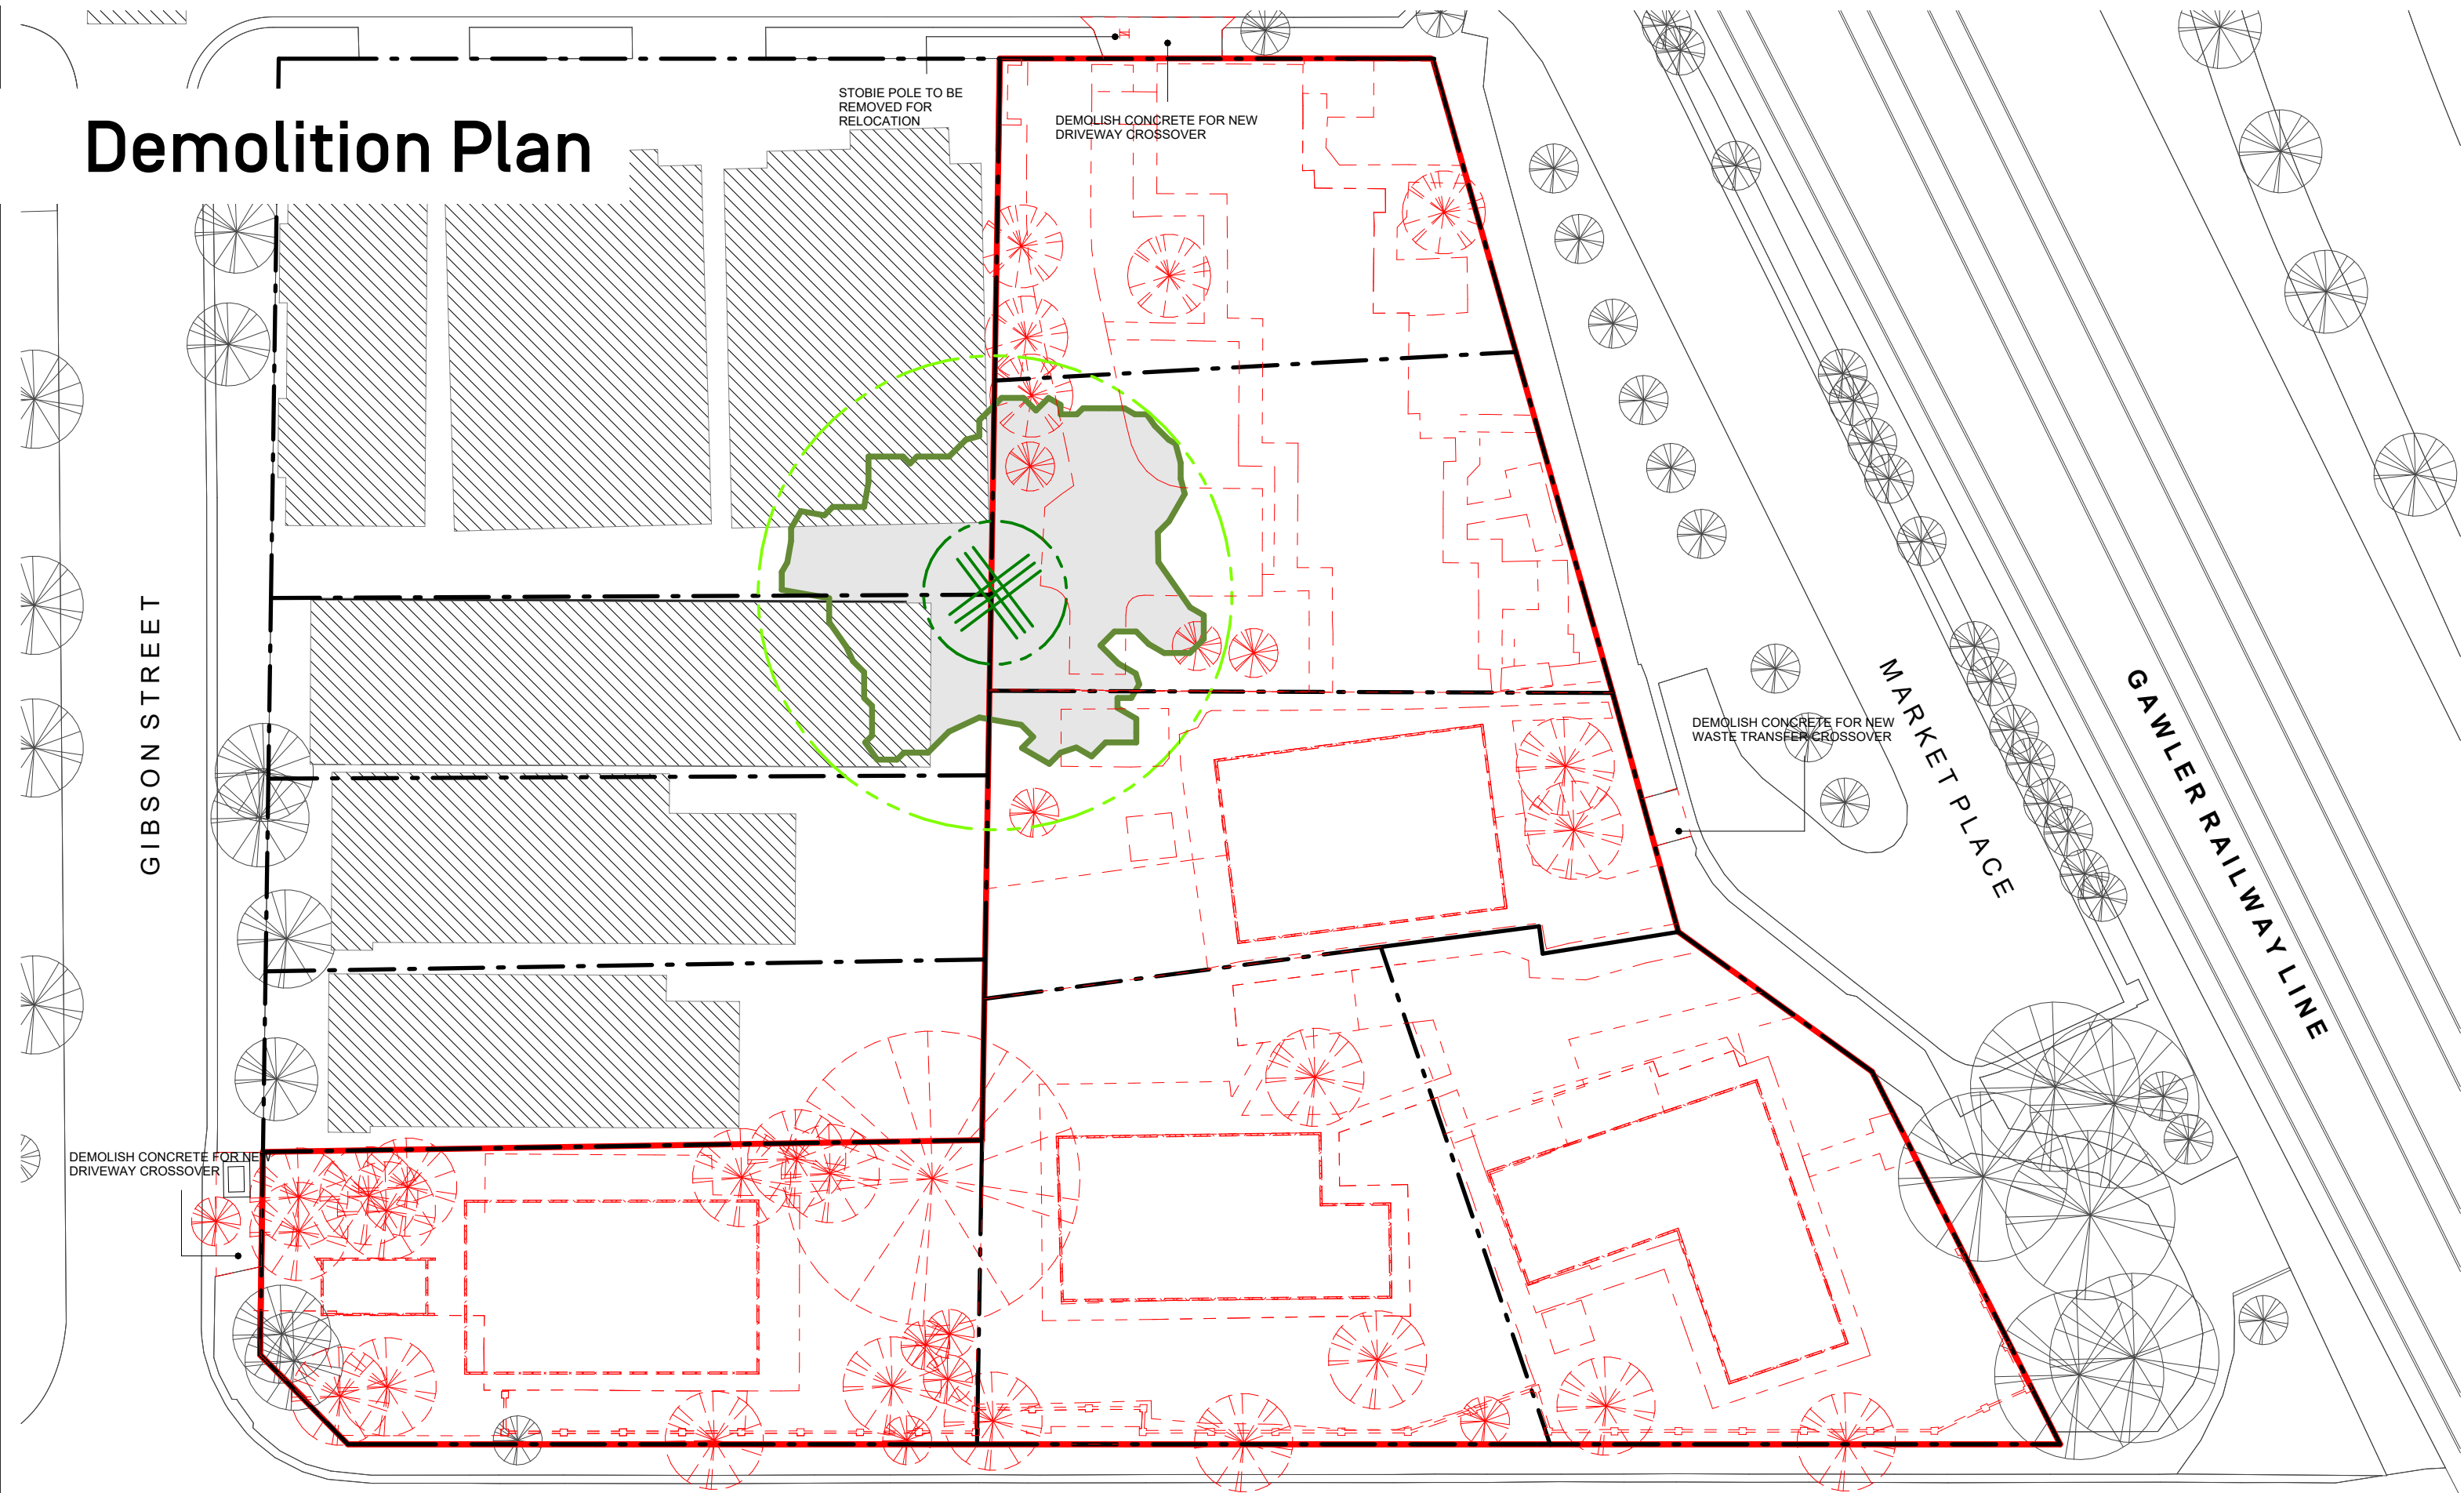 Demolition Plan
STOBIE POLE TO BE
REMOVED FOR
RELOCATION
DEMOLISH CONCRETE FOR NEW
DRIVEWAY CROSSOVER
GIBSON STREET
DEMOLISH CONCRETE FOR NEW
WASTE TRANSFER CROSSOVER
MARKET PLACE
GAWLER RAILWAY LINE
DEMOLISH CONCRETE FOR NEW
DRIVEWAY CROSSOVER